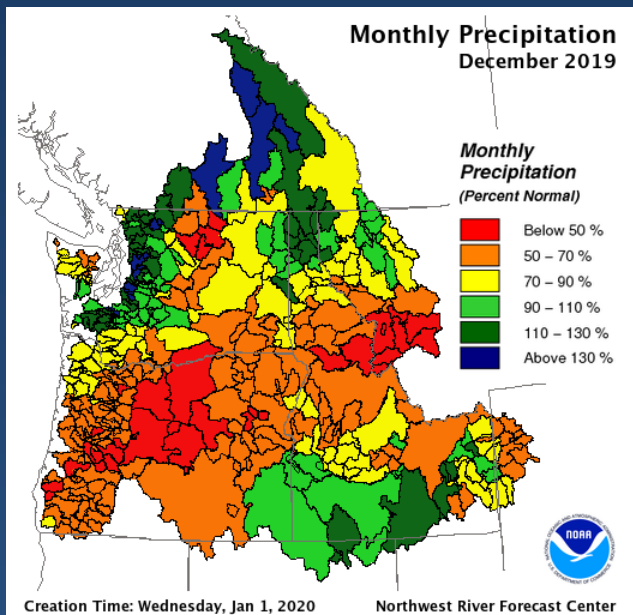 Monthly Precipitation
December 2019
Monthly
Precipitation
(Percent Normal)
Below 50 %
50 – 70 %
70 – 90 %
90 – 110 %
110 – 130 %
Above 130 %
NOAA
Creation Time: Wednesday, Jan 1, 2020
Northwest River Forecast Center